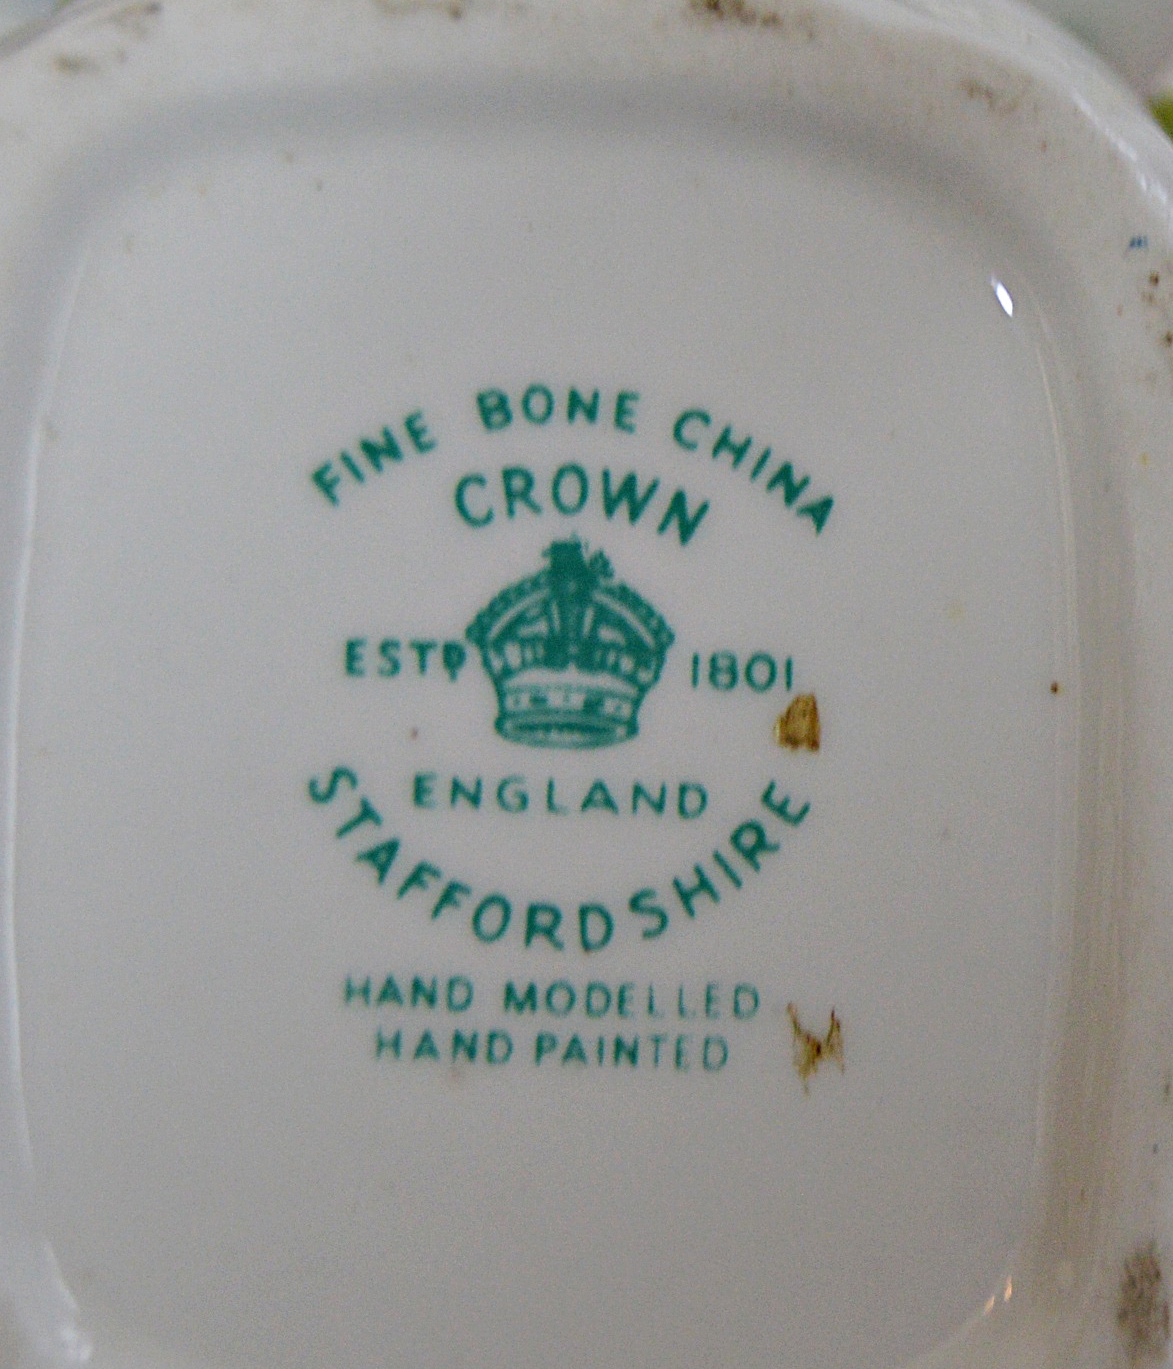 FINE BONE CHINA
CROWN
ESTD 1801
ENGLAND
STAFFORDSHIRE
HAND MODELLED
HAND PAINTED